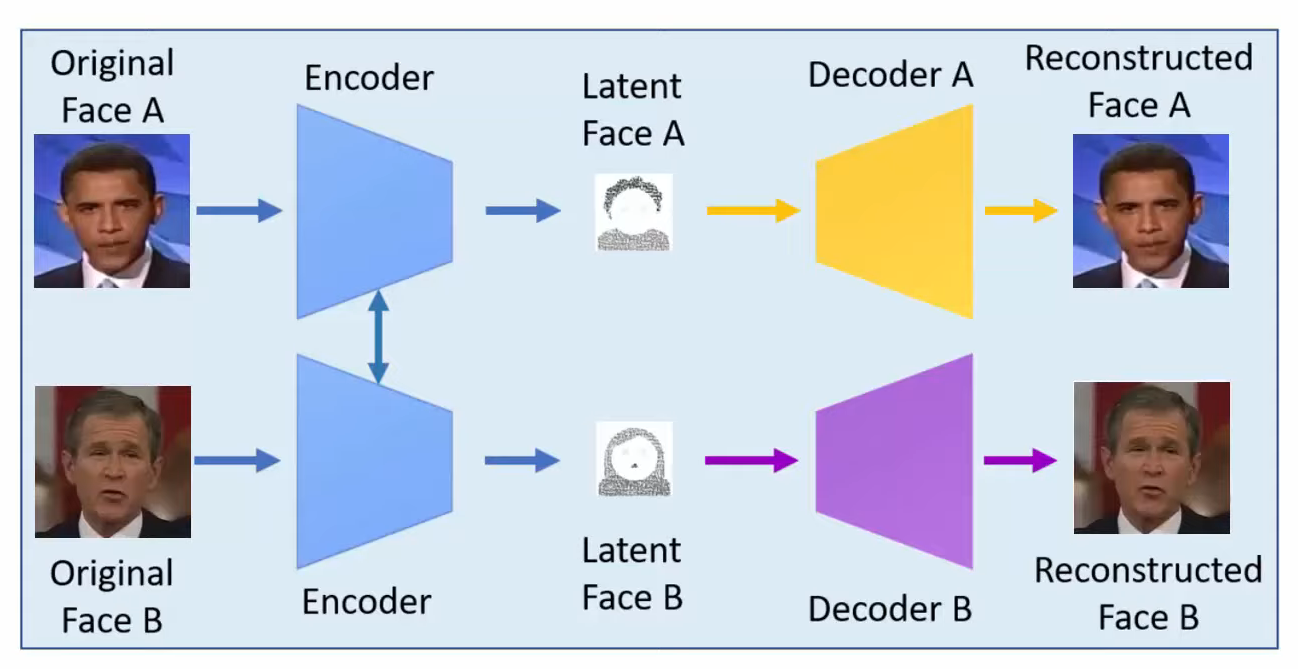 Original
Face A
Encoder
Latent
Face A
Decoder A
Reconstructed
Face A
Original
Face B
Encoder
Latent
Face B
Decoder B
Reconstructed
Face B